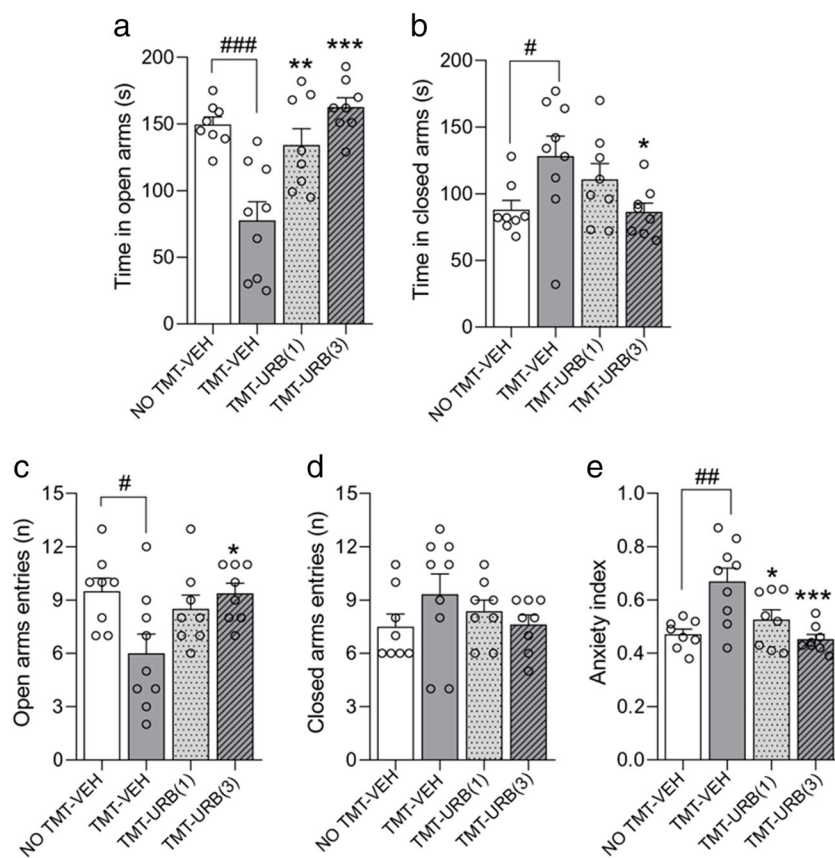 a
###
**
***
Time in open arms (s)
200
150
100
50
0
NO TMT-VEH
TMT-VEH
TMT-URB(1)
TMT-URB(3)
b
#
*
Time in closed arms (s)
200
150
100
50
0
NO TMT-VEH
TMT-VEH
TMT-URB(1)
TMT-URB(3)
c
#
*
Open arms entries (n)
15
12
9
6
3
0
NO TMT-VEH
TMT-VEH
TMT-URB(1)
TMT-URB(3)
d
Closed arms entries (n)
15
12
9
6
3
0
NO TMT-VEH
TMT-VEH
TMT-URB(1)
TMT-URB(3)
e
##
*
***
Anxiety index
1.0
0.8
0.6
0.4
0.2
0.0
NO TMT-VEH
TMT-VEH
TMT-URB(1)
TMT-URB(3)